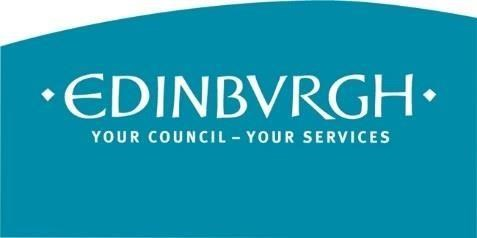 ·EDINBVRGH·
YOUR COUNCIL – YOUR SERVICES